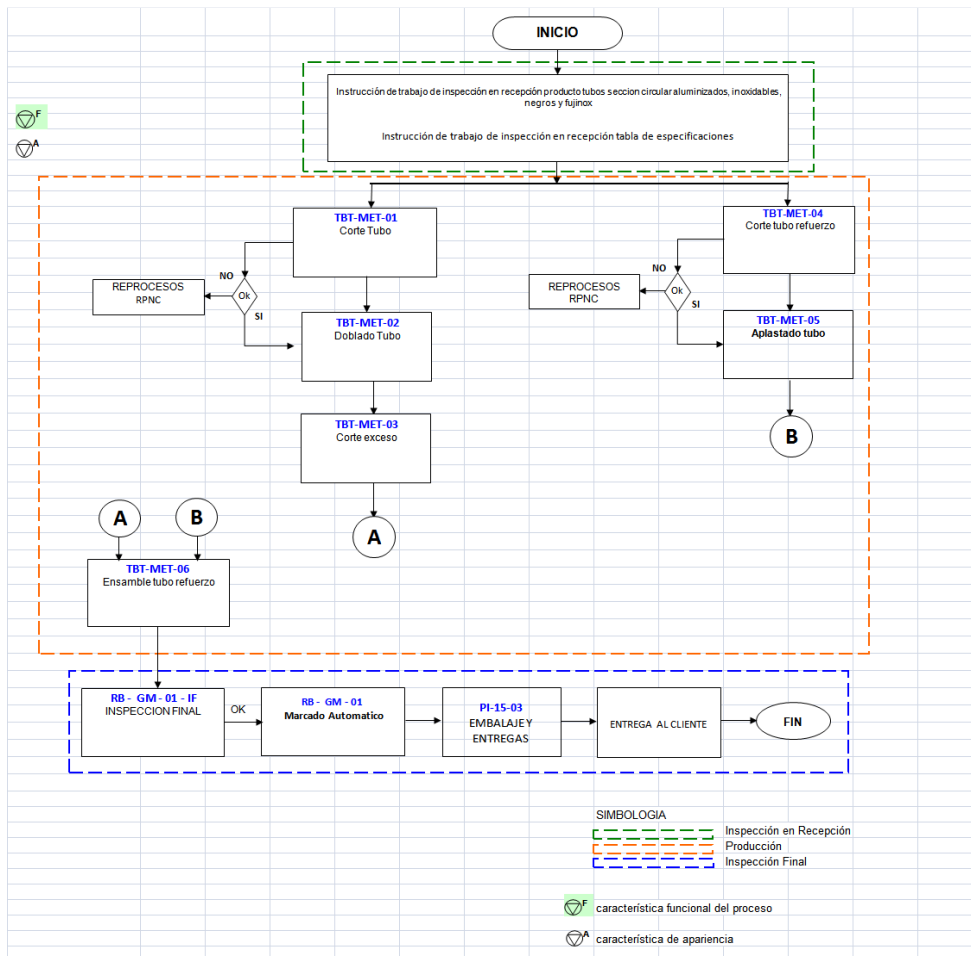 INICIO
Instrucción de trabajo de inspección en recepción producto tubos seccion circular aluminizados, inoxidables,
negros y fujinox
Instrucción de trabajo de inspección en recepción tabla de especificaciones
F
A
TBT-MET-01
Corte Tubo
TBT-MET-04
Corte tubo refuerzo
NO
Ok
SI
REPROCESOS
RPNC
NO
Ok
SI
REPROCESOS
RPNC
TBT-MET-02
Doblado Tubo
TBT-MET-05
Aplastado tubo
TBT-MET-03
Corte exceso
B
A
B
A
TBT-MET-06
Ensamble tubo refuerzo
RB - GM - 01 - IF
INSPECCION FINAL
OK
RB - GM - 01
Marcado Automatico
PI-15-03
EMBALAJE Y
ENTREGAS
ENTREGA AL CLIENTE
FIN
SIMBOLOGIA
Inspección en Recepción
Producción
Inspección Final
F
característica funcional del proceso
A
característica de apariencia